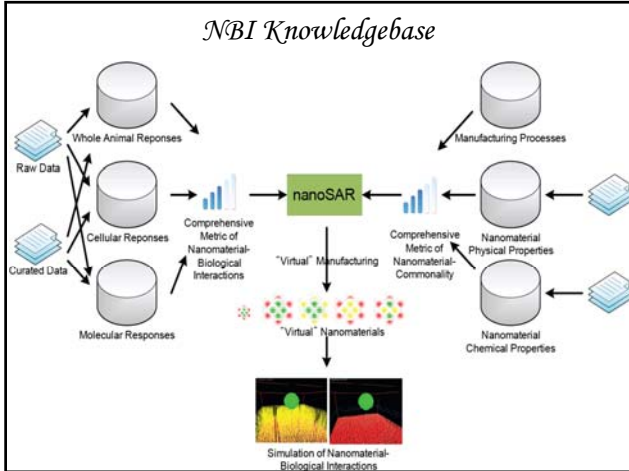 NBI Knowledgebase
Whole Animal Reponses
Raw Data
Cellular Reponses
Curated Data
Molecular Responses
Comprehensive
Metric of
Nanomaterial-
Biological
Interactions
nanoSAR
"Virtual" Manufacturing
"Virtual" Nanomaterials
Simulation of Nanomaterial-
Biological Interactions
Comprehensive
Metric of
Nanomaterial-
Commonality
Manufacturing Processes
Nanomaterial
Physical Properties
Nanomaterial
Chemical Properties